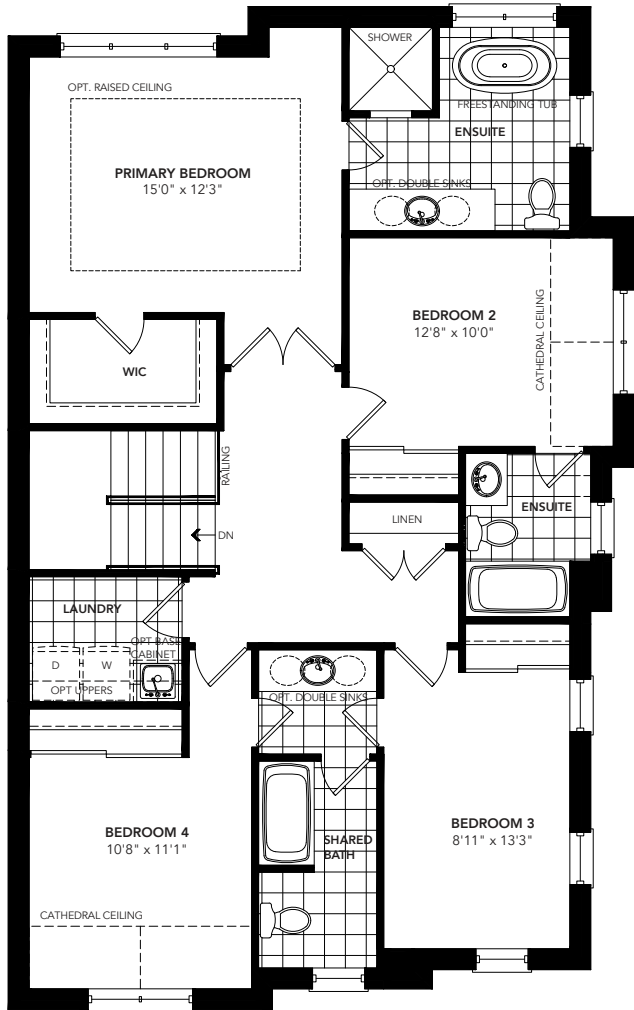 SHOWER
OPT. RAISED CEILING
FREESTANDING TUB
ENSUITE
PRIMARY BEDROOM
15'0" x 12'3"
OPT. DOUBLE SINKS
BEDROOM 2
12'8" x 10'0"
CATHEDRAL CEILING
WIC
RAILING
ENSUITE
LINEN
DN
LAUNDRY
OPT BASE
CABINET
D
W
OPT UPPERS
OPT. DOUBLE SINKS
BEDROOM 3
8'11" x 13'3"
BEDROOM 4
10'8" x 11'1"
SHARED
BATH
CATHEDRAL CEILING